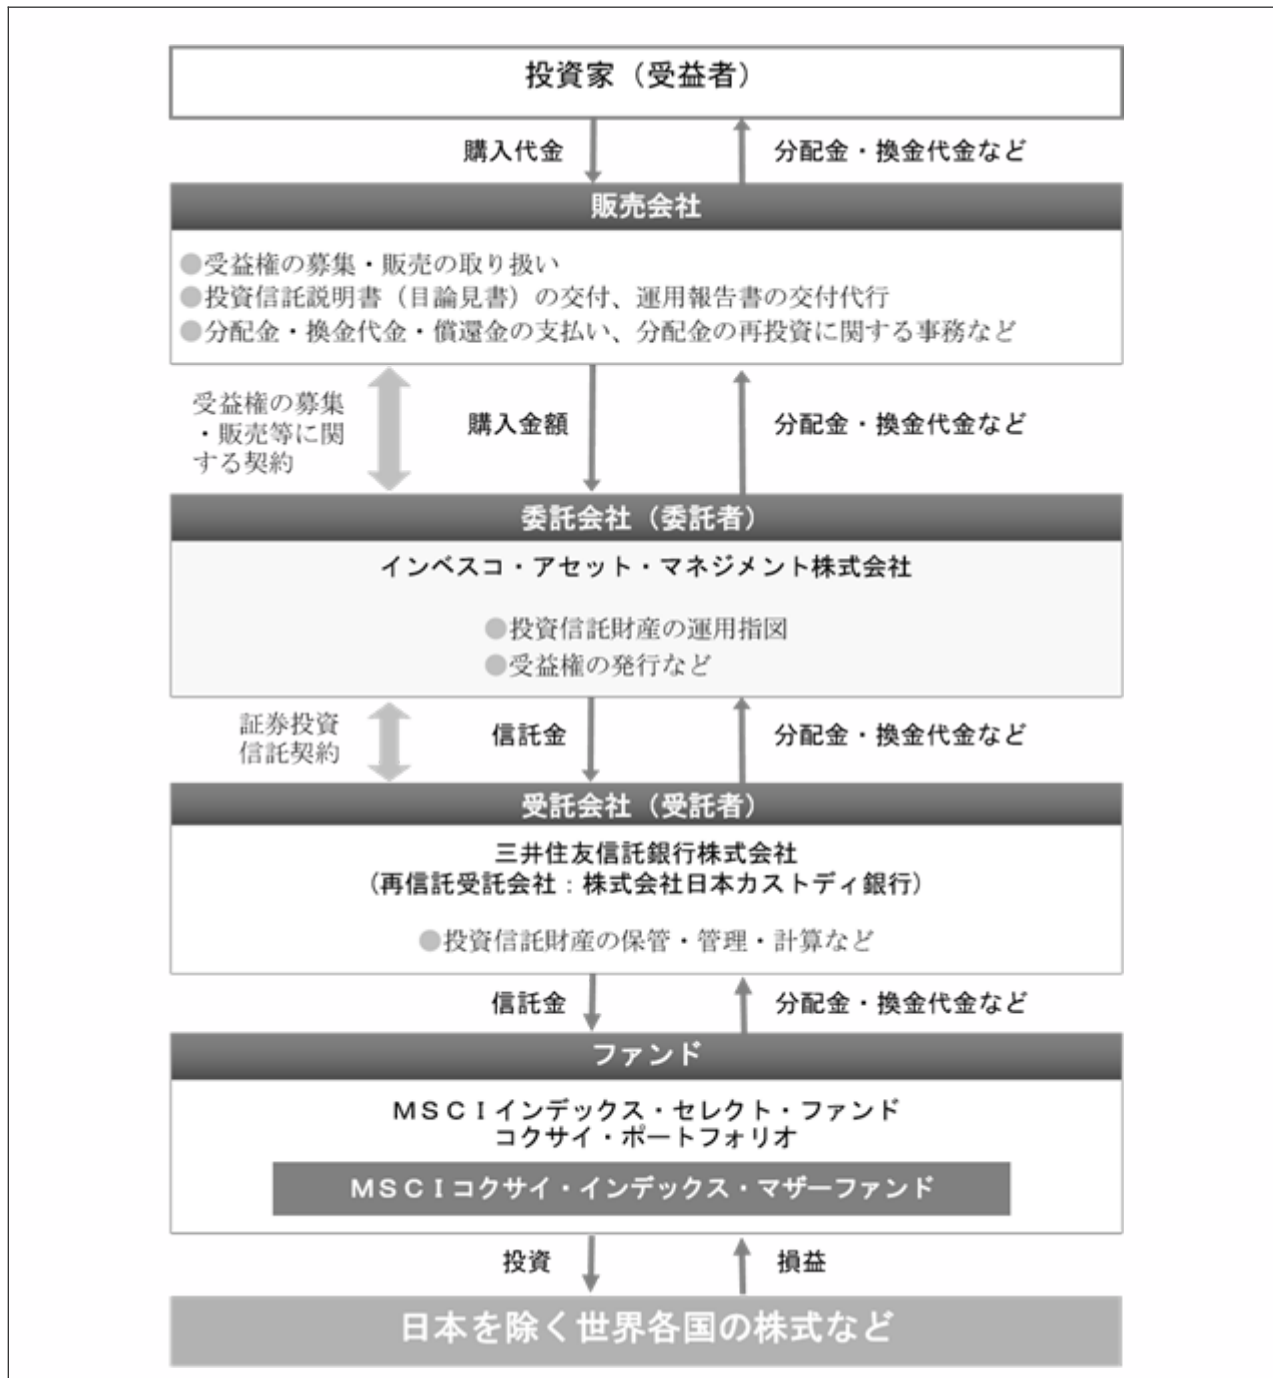 投資家（受益者）
購入代金
分配金・換金代金など
販売会社
●受益権の募集・販売の取り扱い
●投資信託説明書（目論見書）の交付、運用報告書の交付代行
●分配金・換金代金・償還金の支払い、分配金の再投資に関する事務など
受益権の募集
・販売等に関
する契約
購入金額
分配金・換金代金など
委託会社（委託者）
インベスコ・アセット・マネジメント株式会社
●投資信託財産の運用指図
●受益権の発行など
証券投資
信託契約
信託金
分配金・換金代金など
受託会社（受託者）
三井住友信託銀行株式会社
（再信託受託会社：株式会社日本カストディ銀行）
●投資信託財産の保管・管理・計算など
信託金
分配金・換金代金など
ファンド
ＭＳＣＩインデックス・セレクト・ファンド
コクサイ・ポートフォリオ
ＭＳＣＩコクサイ・インデックス・マザーファンド
投資
損益
日本を除く世界各国の株式など